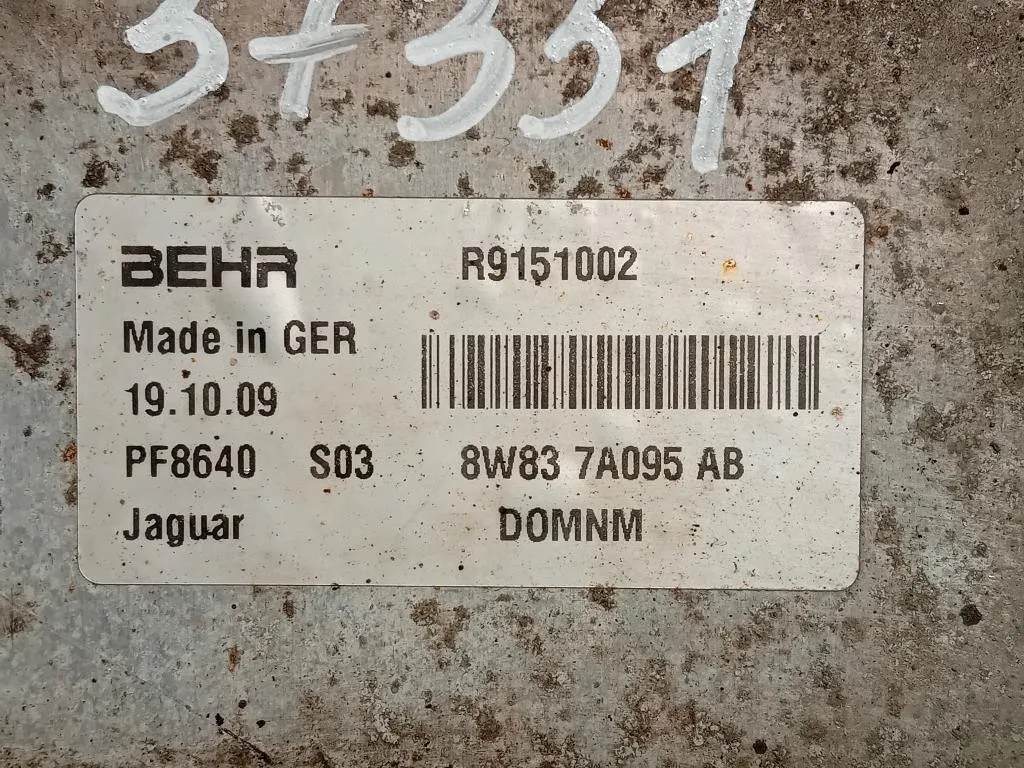 37331
BEHR R9151002
Made in GER
19.10.09
PF8640 S03 8W83 7A095 AB
Jaguar DOMNM